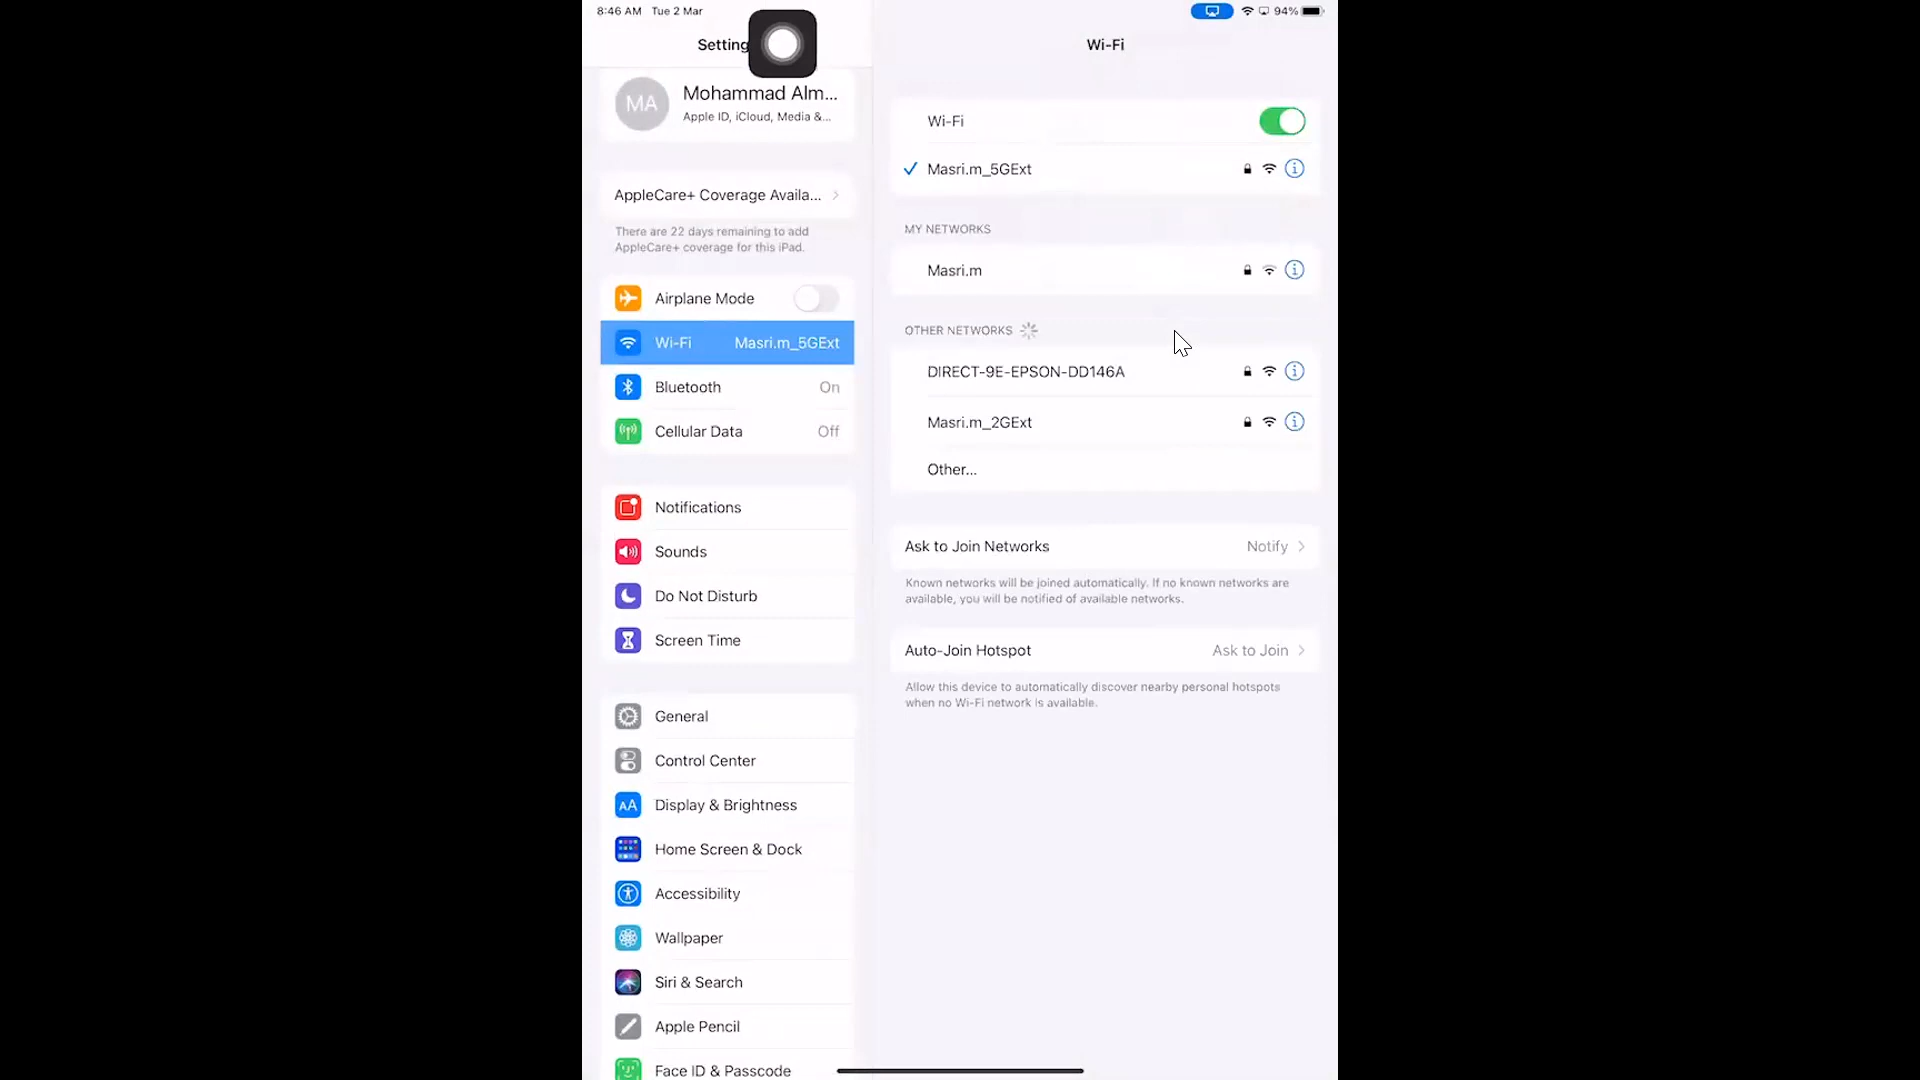 8:46 AM Tue 2 Mar
94%
Setting
MA
Mohammad Alm...
Apple ID, iCloud, Media &...
AppleCare+ Coverage Availa...
There are 22 days remaining to add
AppleCare+ coverage for this iPad.
Airplane Mode
Wi-Fi Masri.m_5GExt
Bluetooth On
Cellular Data Off
Notifications
Sounds
Do Not Disturb
Screen Time
General
Control Center
AA Display & Brightness
Home Screen & Dock
Accessibility
Wallpaper
Siri & Search
Apple Pencil
Face ID & Passcode
Wi-Fi
Wi-Fi
Masri.m_5GExt
MY NETWORKS
Masri.m
OTHER NETWORKS
DIRECT-9E-EPSON-DD146A
Masri.m_2GExt
Other...
Ask to Join Networks Notify
Known networks will be joined automatically. If no known networks are
available, you will be notified of available networks.
Auto-Join Hotspot Ask to Join
Allow this device to automatically discover nearby personal hotspots
when no Wi-Fi network is available.